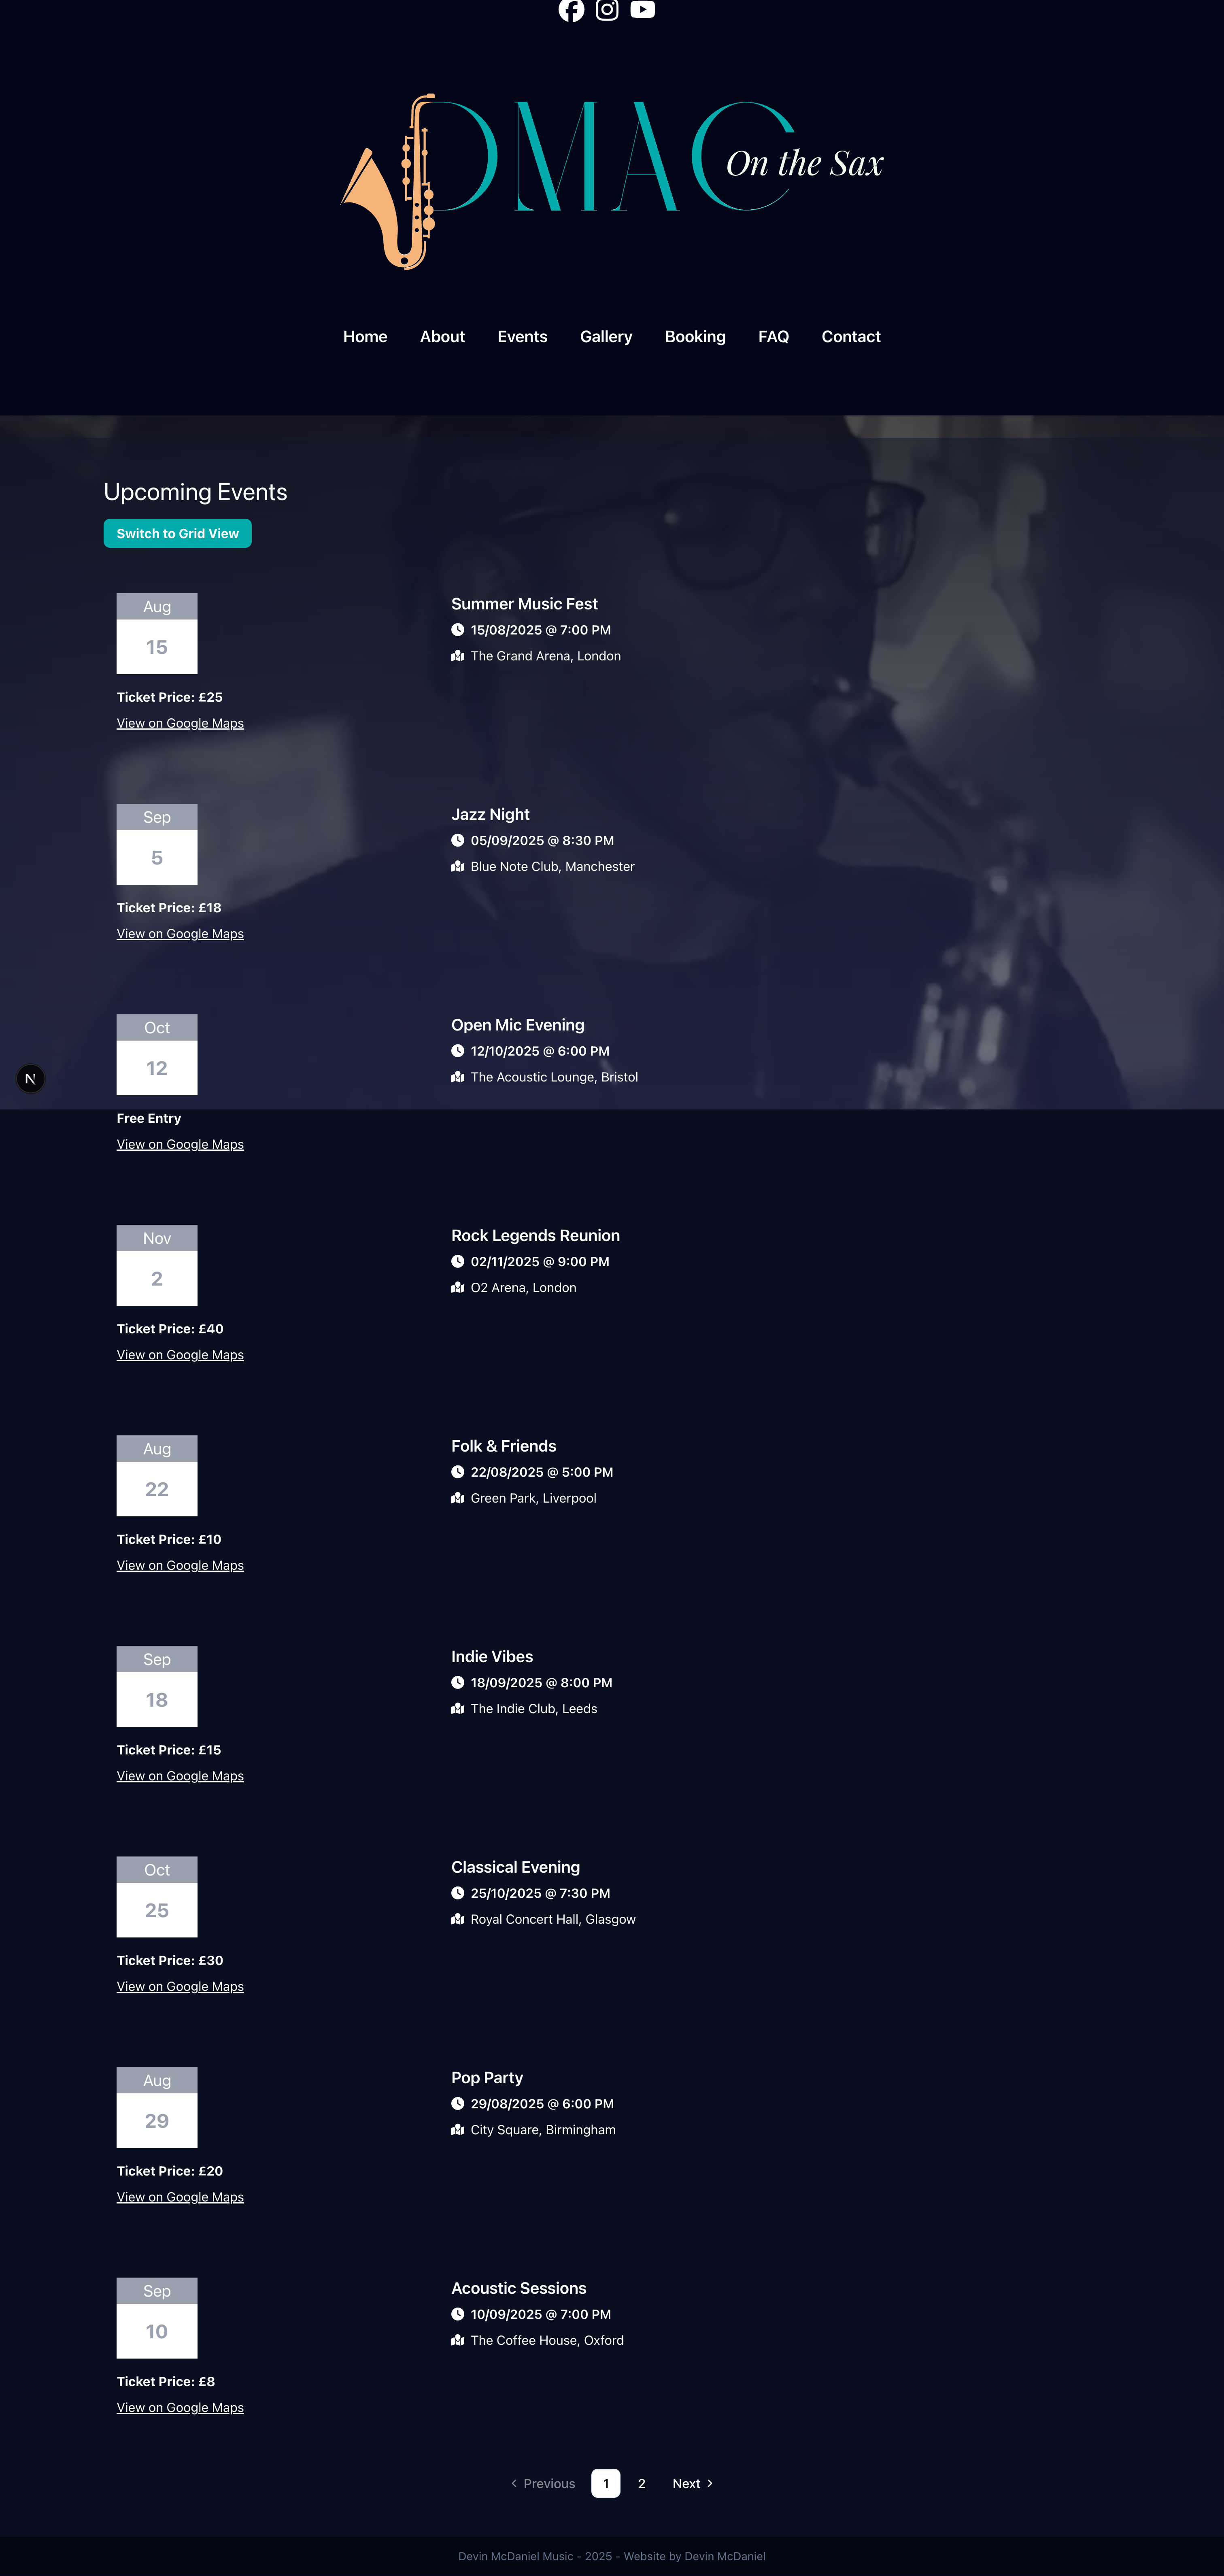 DMAC
On the Sax
Home About Events Gallery Booking FAQ Contact
Upcoming Events
Switch to Grid View
Aug
15
Ticket Price: £25
View on Google Maps
Summer Music Fest
15/08/2025 @ 7:00 PM
The Grand Arena, London
Sep
5
Ticket Price: £18
View on Google Maps
Jazz Night
05/09/2025 @ 8:30 PM
Blue Note Club, Manchester
Oct
12
Free Entry
View on Google Maps
Open Mic Evening
12/10/2025 @ 6:00 PM
The Acoustic Lounge, Bristol
N
Nov
2
Ticket Price: £40
View on Google Maps
Rock Legends Reunion
02/11/2025 @ 9:00 PM
O2 Arena, London
Aug
22
Ticket Price: £10
View on Google Maps
Folk & Friends
22/08/2025 @ 5:00 PM
Green Park, Liverpool
Sep
18
Ticket Price: £15
View on Google Maps
Indie Vibes
18/09/2025 @ 8:00 PM
The Indie Club, Leeds
Oct
25
Ticket Price: £30
View on Google Maps
Classical Evening
25/10/2025 @ 7:30 PM
Royal Concert Hall, Glasgow
Aug
29
Ticket Price: £20
View on Google Maps
Pop Party
29/08/2025 @ 6:00 PM
City Square, Birmingham
Sep
10
Ticket Price: £8
View on Google Maps
Acoustic Sessions
10/09/2025 @ 7:00 PM
The Coffee House, Oxford
Previous 1 2 Next
Devin McDaniel Music - 2025 - Website by Devin McDaniel